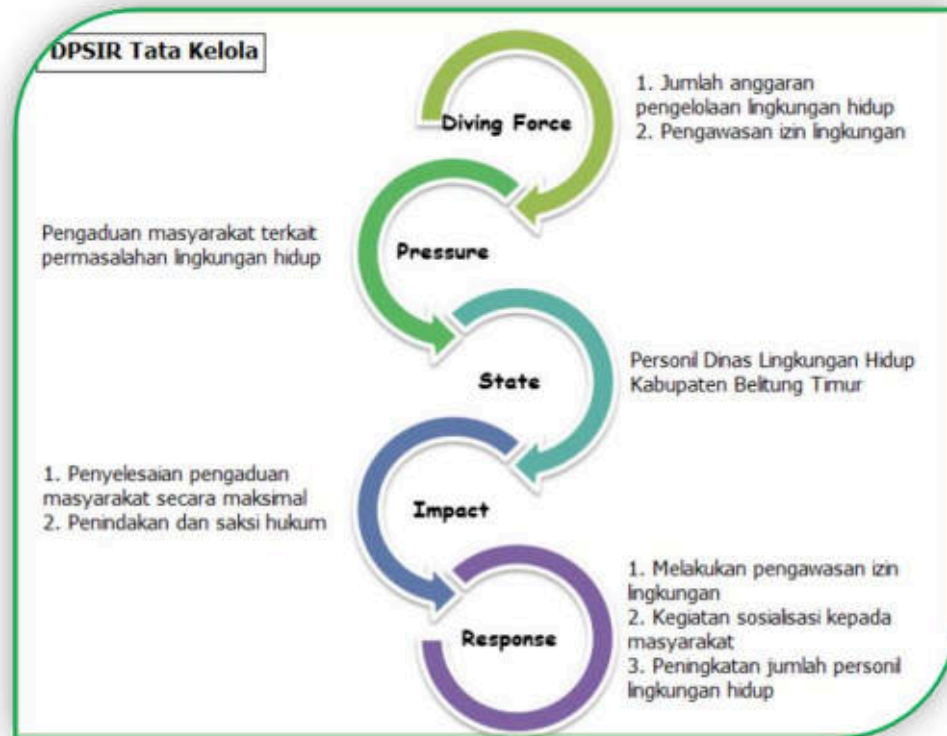 DPSIR Tata Kelola
Diving Force
1. Jumlah anggaran
pengelolaan lingkungan hidup
2. Pengawasan izin lingkungan
Pengaduan masyarakat terkait
permasalahan lingkungan hidup
Pressure
State
Personil Dinas Lingkungan Hidup
Kabupaten Belitung Timur
1. Penyelesaian pengaduan
masyarakat secara maksimal
2. Penindakan dan saksi hukum
Impact
Response
1. Melakukan pengawasan izin
lingkungan
2. Kegiatan sosialisasi kepada
masyarakat
3. Peningkatan jumlah personil
lingkungan hidup